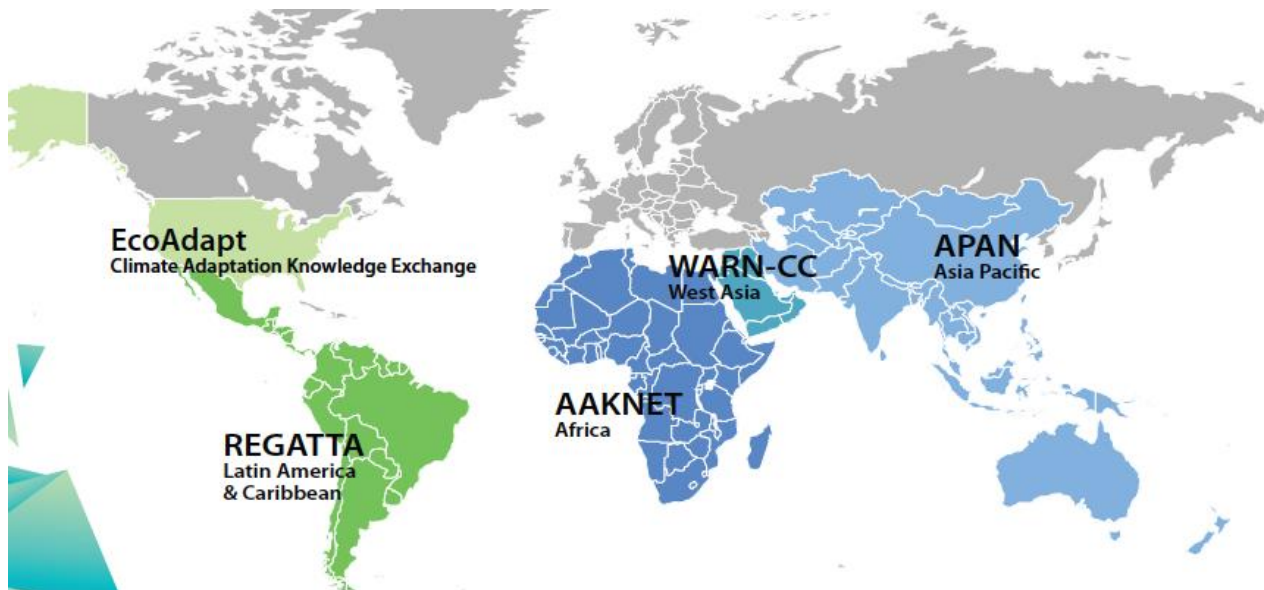 EcoAdapt
Climate Adaptation Knowledge Exchange
WARN-CC
West Asia
APAN
Asia Pacific
AAKNET
Africa
REGATTA
Latin America
& Caribbean